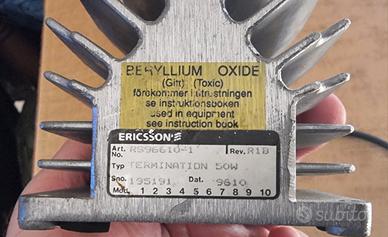 BERYLLIUM OXIDE
(Gift) (Toxic)
förekommer i utrustningen
se instruktionsboken
used in equipment
see instruction book
ERICSSON
Art. No. RS96610-1 Rev. R1B
Typ TERMINATION 50W
Sno. 195191 Dat. 9610
Mod. 1 2 3 4 5 6 7 8 9 10
subito